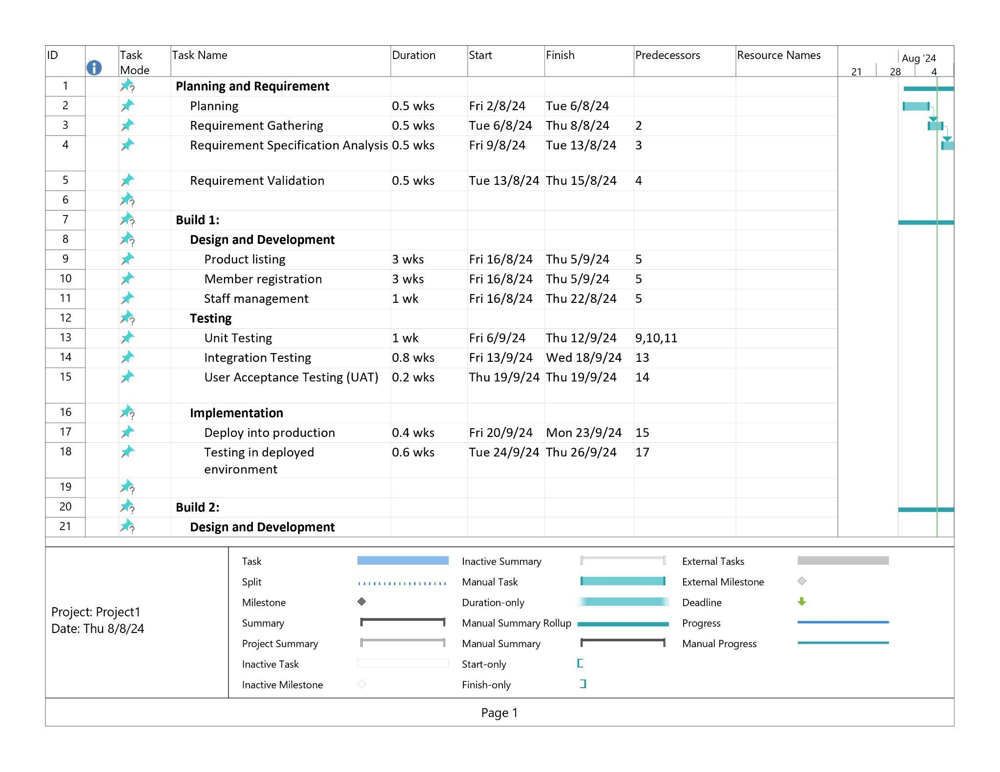 ID Task Mode Task Name Duration Start Finish Predecessors Resource Names Aug '24
21 28 4
1 Planning and Requirement
2 Planning 0.5 wks Fri 2/8/24 Tue 6/8/24
3 Requirement Gathering 0.5 wks Tue 6/8/24 Thu 8/8/24 2
4 Requirement Specification Analysis 0.5 wks Fri 9/8/24 Tue 13/8/24 3
5 Requirement Validation 0.5 wks Tue 13/8/24 Thu 15/8/24 4
6
7 Build 1:
8 Design and Development
9 Product listing 3 wks Fri 16/8/24 Thu 5/9/24 5
10 Member registration 3 wks Fri 16/8/24 Thu 5/9/24 5
11 Staff management 1 wk Fri 16/8/24 Thu 22/8/24 5
12 Testing
13 Unit Testing 1 wk Fri 6/9/24 Thu 12/9/24 9,10,11
14 Integration Testing 0.8 wks Fri 13/9/24 Wed 18/9/24 13
15 User Acceptance Testing (UAT) 0.2 wks Thu 19/9/24 Thu 19/9/24 14
16 Implementation
17 Deploy into production 0.4 wks Fri 20/9/24 Mon 23/9/24 15
18 Testing in deployed environment 0.6 wks Tue 24/9/24 Thu 26/9/24 17
19
20 Build 2:
21 Design and Development
Project: Project1
Date: Thu 8/8/24
Task
Split
Milestone
Summary
Project Summary
Inactive Task
Inactive Milestone
Inactive Summary
Manual Task
Duration-only
Manual Summary Rollup
Manual Summary
Start-only
Finish-only
External Tasks
External Milestone
Deadline
Progress
Manual Progress
Page 1